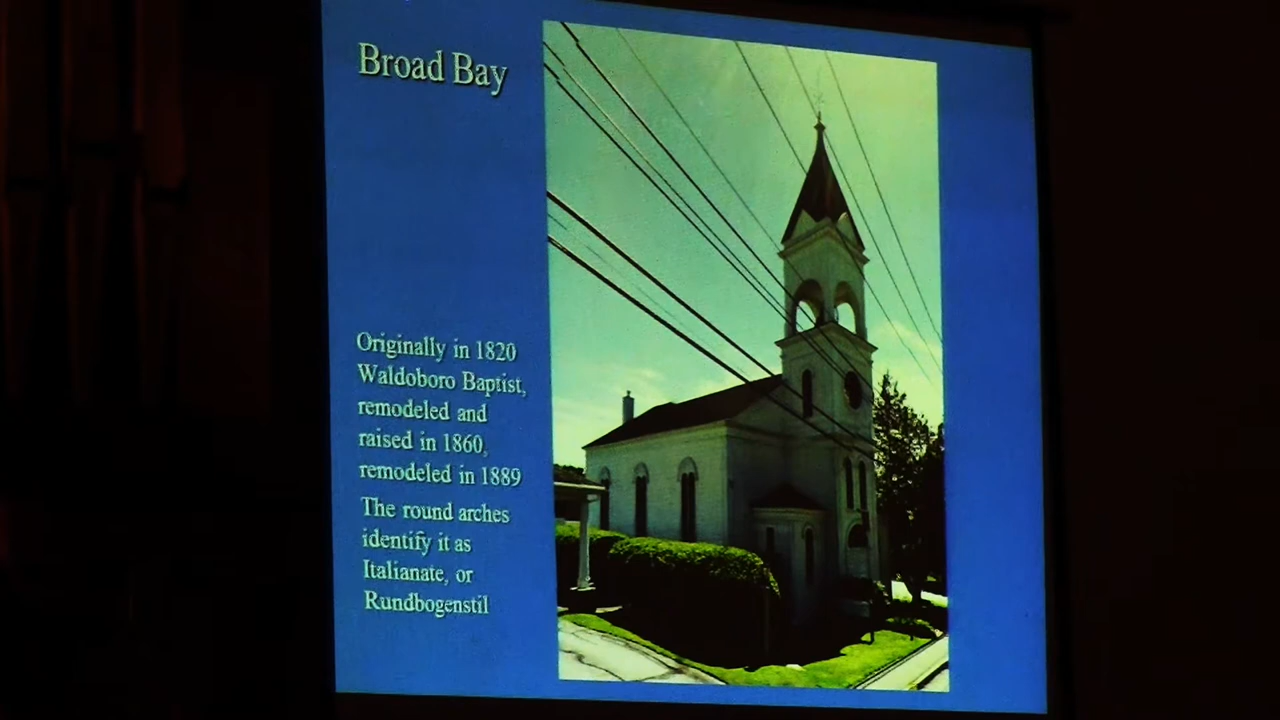 Broad Bay
Originally in 1820
Waldoboro Baptist,
remodeled and
raised in 1860,
remodeled in 1889
The round arches
identify it as
Italianate, or
Rundbogenstil